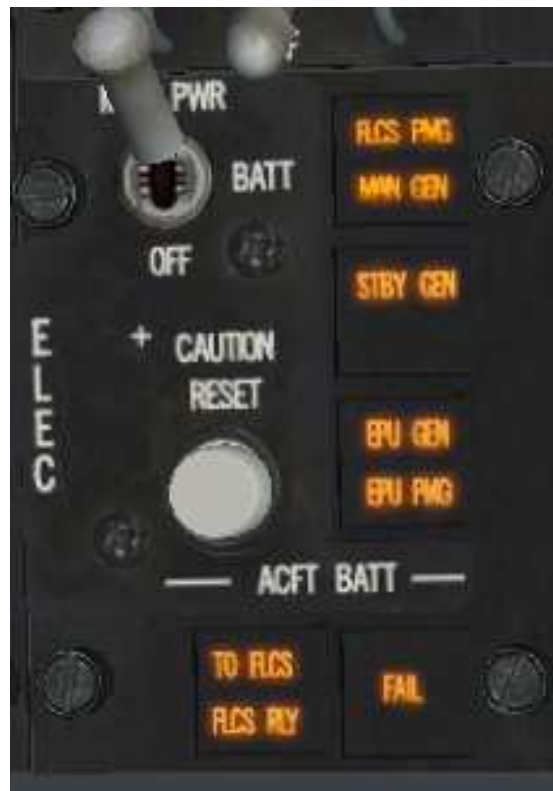 PWR
BATT
OFF
FLCS PMG
MAIN GEN
STBY GEN
ELEC
+ CAUTION
RESET
EPU GEN
EPU PMG
ACFT BATT
TO FLCS
FLCS RLY
FAIL